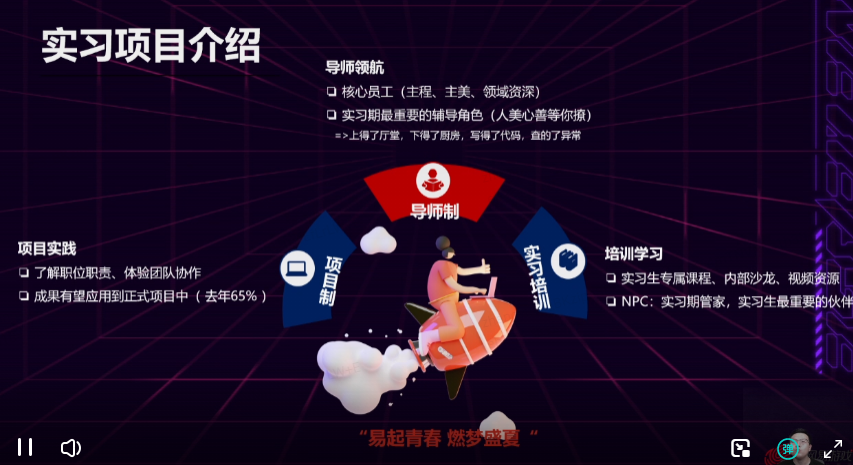 实习项目介绍
导师领航
❑ 核心员工（主程、主美、领域资深）
❑ 实习期最重要的辅导角色（人美心善等你撩）
=>上得了厅堂，下得了厨房，写得了代码，查的了异常
导师制
项目制
实习培训
项目实践
❑ 了解职位职责、体验团队协作
❑ 成果有望应用到正式项目中（ 去年65% ）
培训学习
❑ 实习生专属课程、内部沙龙、视频资源
❑ NPC：实习期管家，实习生最重要的伙伴
“易起青春 燃梦盛夏 “
弹